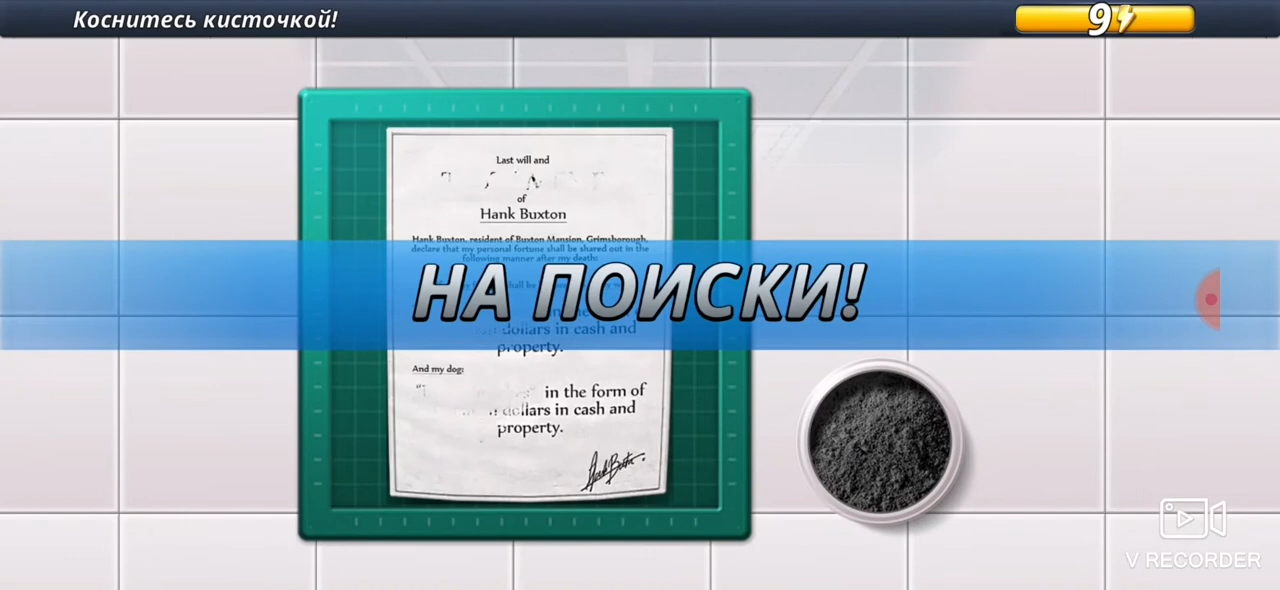 Коснитесь кисточкой!
9
Last will and
of
Hank Buxton
Hank Buxton, resident of Buxton Mansion, Grimsborough,
declare that my personal fortune shall be shared out in the
following manner after my death:
НА ПОИСКИ!
dollars in cash and
property.
And my dog:
in the form of
dollars in cash and
property.
V RECORDER